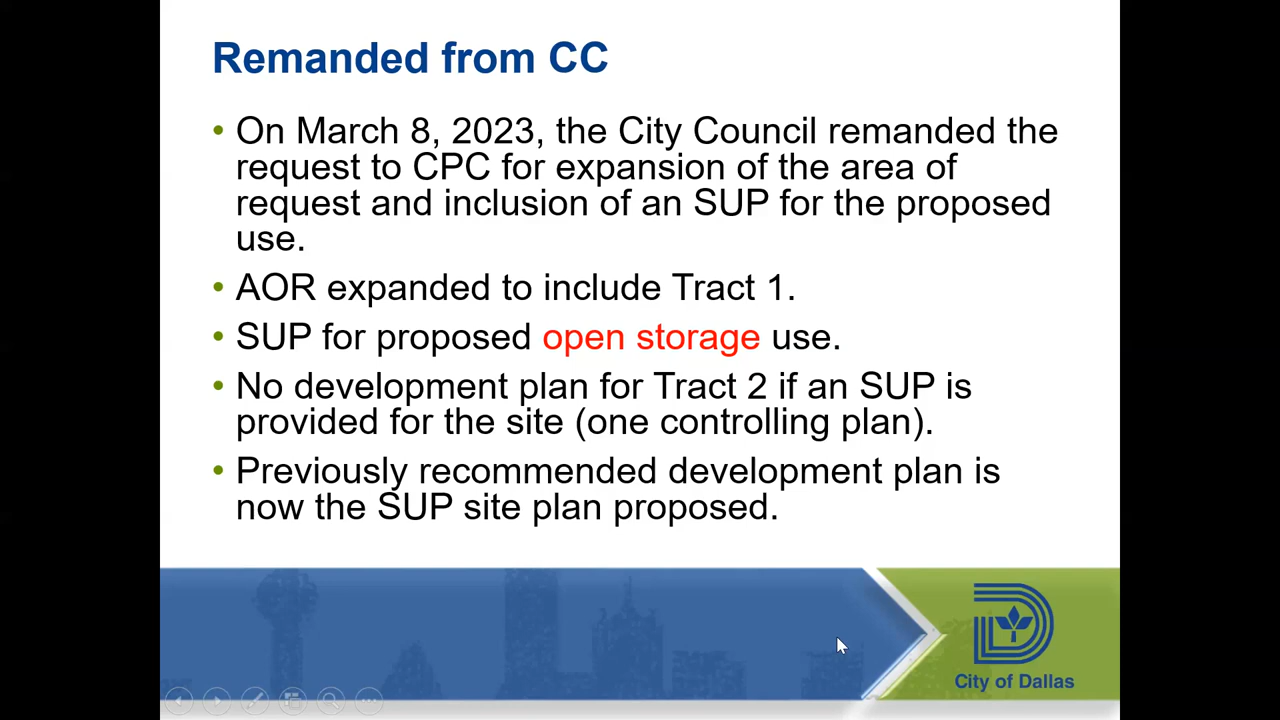 Remanded from CC
• On March 8, 2023, the City Council remanded the
request to CPC for expansion of the area of
request and inclusion of an SUP for the proposed
use.
• AOR expanded to include Tract 1.
• SUP for proposed open storage use.
• No development plan for Tract 2 if an SUP is
provided for the site (one controlling plan).
• Previously recommended development plan is
now the SUP site plan proposed.
City of Dallas